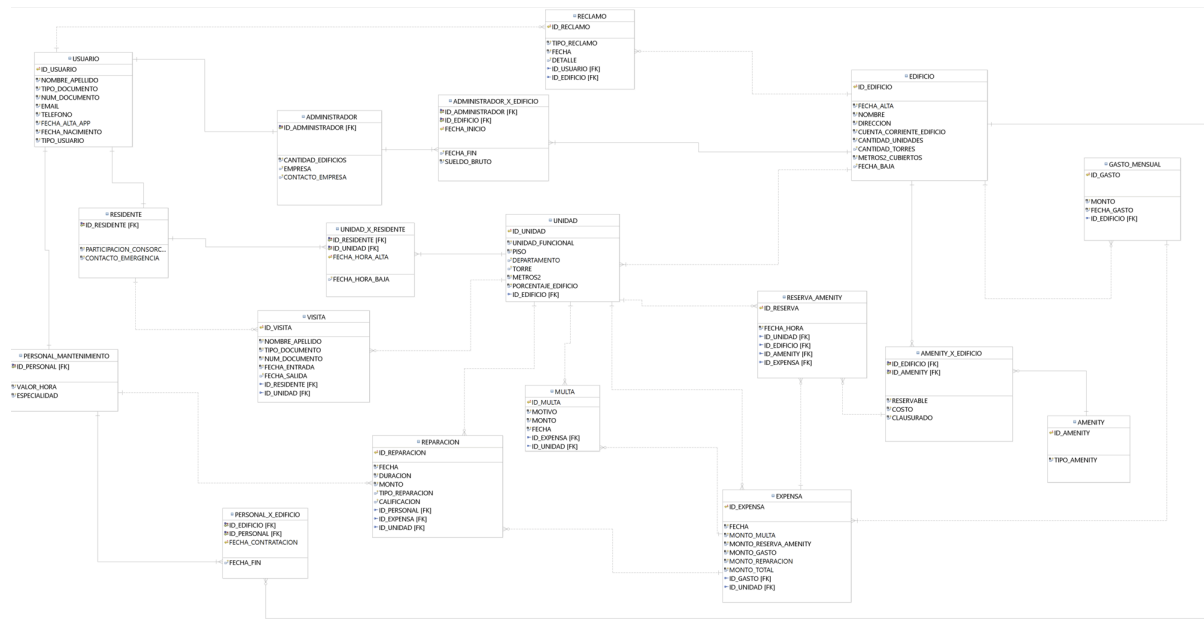 RECLAMO
ID_RECLAMO
TIPO_RECLAMO
FECHA
DETALLE
ID_USUARIO [FK]
ID_EDIFICIO [FK]
USUARIO
ID_USUARIO
NOMBRE_APELLIDO
TIPO_DOCUMENTO
NUM_DOCUMENTO
EMAIL
TELEFONO
FECHA_ALTA_APP
FECHA_NACIMIENTO
TIPO_USUARIO
ADMINISTRADOR
ID_ADMINISTRADOR [FK]
CANTIDAD_EDIFICIOS
EMPRESA
CONTACTO_EMPRESA
ADMINISTRADOR_X_EDIFICIO
ID_ADMINISTRADOR [FK]
ID_EDIFICIO [FK]
FECHA_INICIO
FECHA_FIN
SUELDO_BRUTO
EDIFICIO
ID_EDIFICIO
FECHA_ALTA
NOMBRE
DIRECCION
CUENTA_CORRIENTE_EDIFICIO
CANTIDAD_UNIDADES
CANTIDAD_TORRES
METROS2_CUBIERTOS
FECHA_BAJA
GASTO_MENSUAL
ID_GASTO
MONTO
FECHA_GASTO
ID_EDIFICIO [FK]
RESIDENTE
ID_RESIDENTE [FK]
PARTICIPACION_CONSORC...
CONTACTO_EMERGENCIA
UNIDAD_X_RESIDENTE
ID_RESIDENTE [FK]
ID_UNIDAD [FK]
FECHA_HORA_ALTA
FECHA_HORA_BAJA
UNIDAD
ID_UNIDAD
UNIDAD_FUNCIONAL
PISO
DEPARTAMENTO
TORRE
METROS2
PORCENTAJE_EDIFICIO
ID_EDIFICIO [FK]
RESERVA_AMENITY
ID_RESERVA
FECHA_HORA
ID_UNIDAD [FK]
ID_EDIFICIO [FK]
ID_AMENITY [FK]
ID_EXPENSA [FK]
VISITA
ID_VISITA
NOMBRE_APELLIDO
TIPO_DOCUMENTO
NUM_DOCUMENTO
FECHA_ENTRADA
FECHA_SALIDA
ID_RESIDENTE [FK]
ID_UNIDAD [FK]
PERSONAL_MANTENIMIENTO
ID_PERSONAL [FK]
VALOR_HORA
ESPECIALIDAD
AMENITY_X_EDIFICIO
ID_EDIFICIO [FK]
ID_AMENITY [FK]
RESERVABLE
COSTO
CLAUSURADO
MULTA
ID_MULTA
MOTIVO
MONTO
FECHA
ID_EXPENSA [FK]
ID_UNIDAD [FK]
AMENITY
ID_AMENITY
TIPO_AMENITY
REPARACION
ID_REPARACION
FECHA
DURACION
MONTO
TIPO_REPARACION
CALIFICACION
ID_PERSONAL [FK]
ID_EXPENSA [FK]
ID_UNIDAD [FK]
EXPENSA
ID_EXPENSA
FECHA
MONTO_MULTA
MONTO_RESERVA_AMENITY
MONTO_GASTO
MONTO_REPARACION
MONTO_TOTAL
ID_GASTO [FK]
ID_UNIDAD [FK]
PERSONAL_X_EDIFICIO
ID_EDIFICIO [FK]
ID_PERSONAL [FK]
FECHA_CONTRATACION
FECHA_FIN